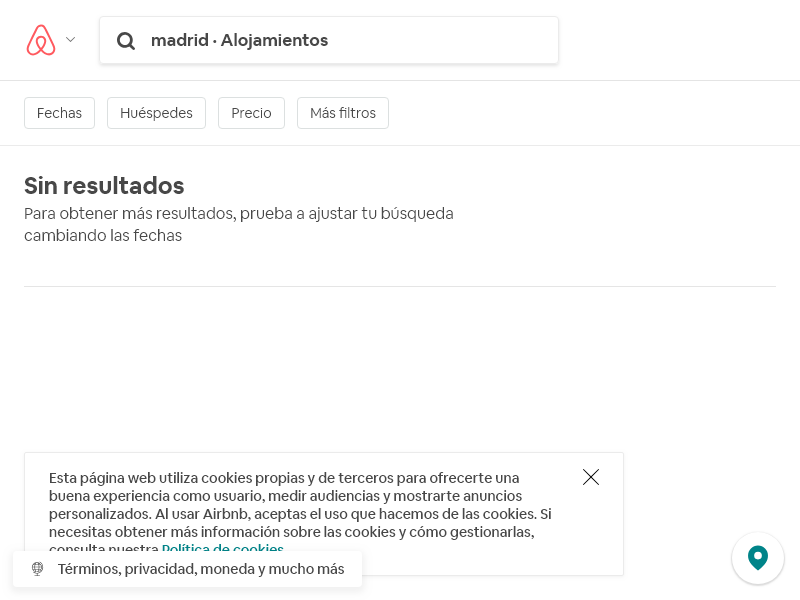 madrid · Alojamientos
Fechas
Huéspedes
Precio
Más filtros
Sin resultados
Para obtener más resultados, prueba a ajustar tu búsqueda
cambiando las fechas
Esta página web utiliza cookies propias y de terceros para ofrecerte una
buena experiencia como usuario, medir audiencias y mostrarte anuncios
personalizados. Al usar Airbnb, aceptas el uso que hacemos de las cookies. Si
necesitas obtener más información sobre las cookies y cómo gestionarlas,
consulta nuestra Política de cookies
Términos, privacidad, moneda y mucho más